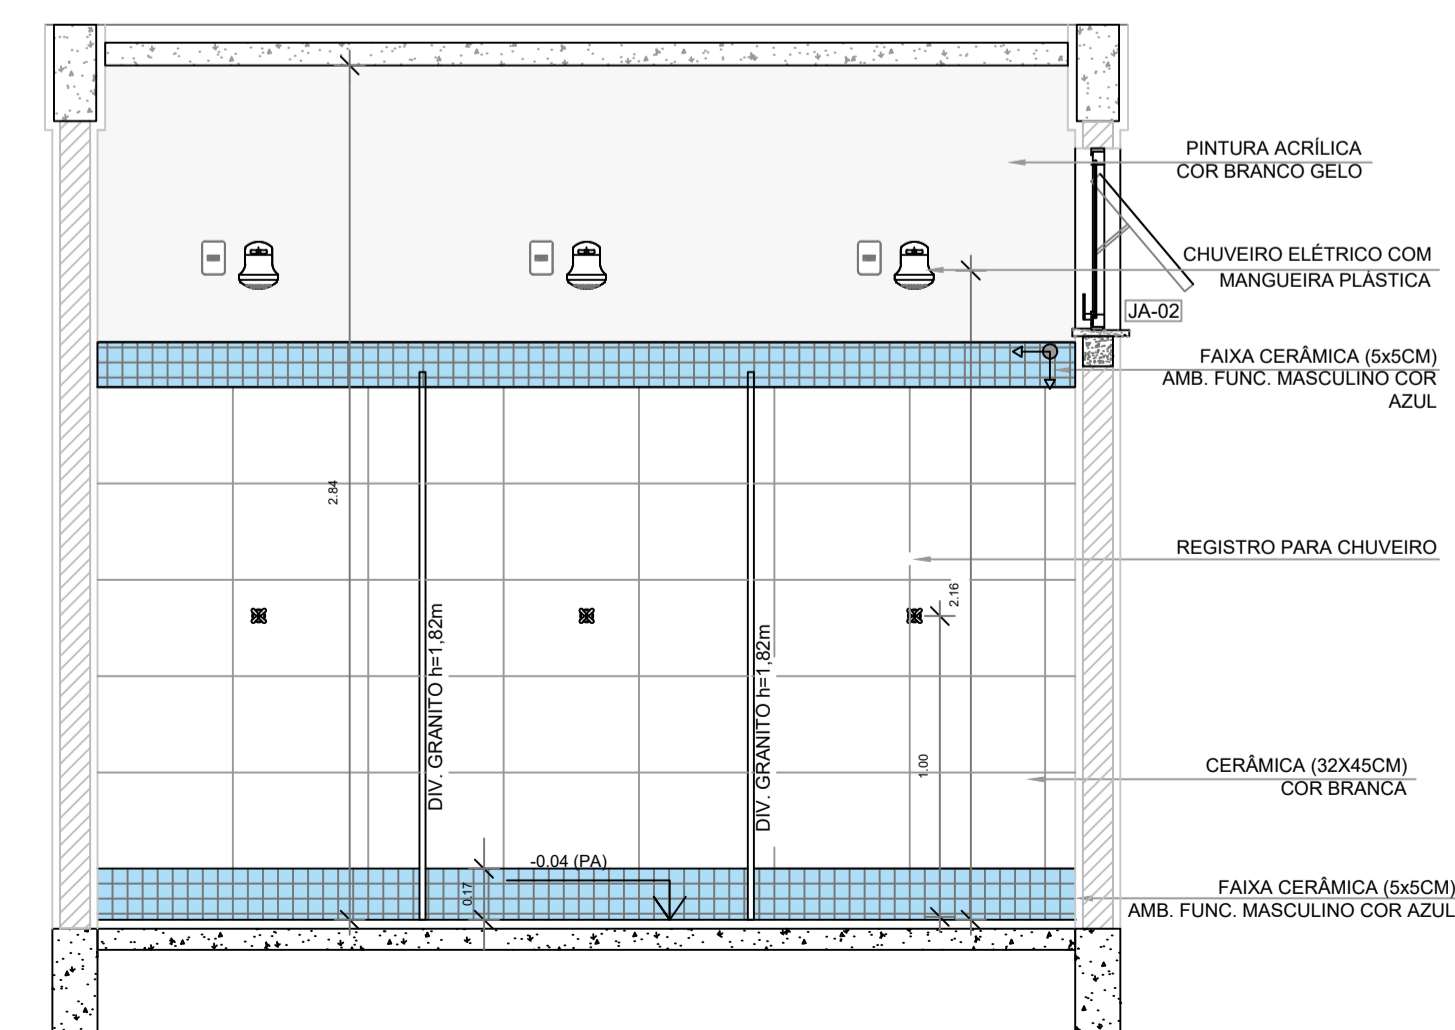 PINTURA ACRÍLICA
COR BRANCO GELO
CHUVEIRO ELÉTRICO COM
MANGUEIRA PLÁSTICA
JA-02
FAIXA CERÂMICA (5x5CM)
AMB. FUNC. MASCULINO COR
AZUL
2.84
REGISTRO PARA CHUVEIRO
2.16
DIV. GRANITO h=1,82m
DIV. GRANITO h=1,82m
1.00
CERÂMICA (32X45CM)
COR BRANCA
-0.04 (PA)
0.17
FAIXA CERÂMICA (5x5CM)
AMB. FUNC. MASCULINO COR AZUL